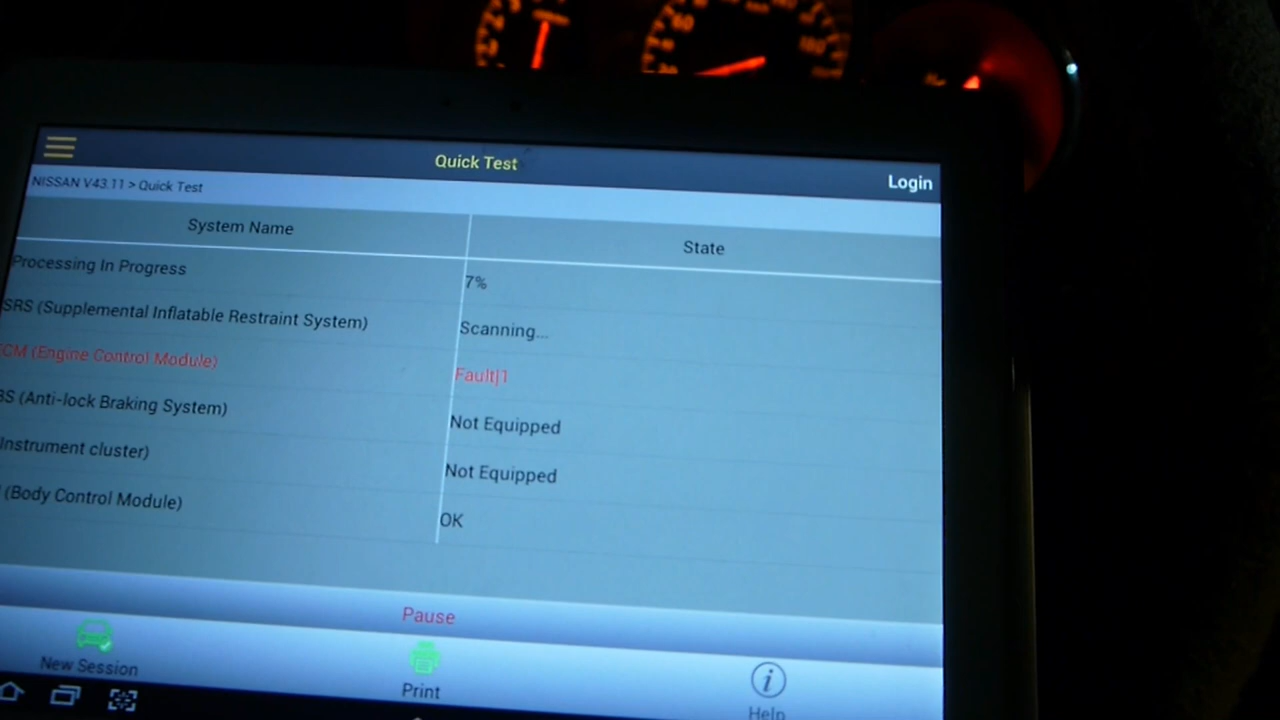 Quick Test
Login
NISSAN V43.11 > Quick Test
System Name State
Processing In Progress 7%
SRS (Supplemental Inflatable Restraint System) Scanning...
ECM (Engine Control Module) Fault|1
BS (Anti-lock Braking System) Not Equipped
Instrument cluster) Not Equipped
(Body Control Module) OK
Pause
New Session
Print
Help